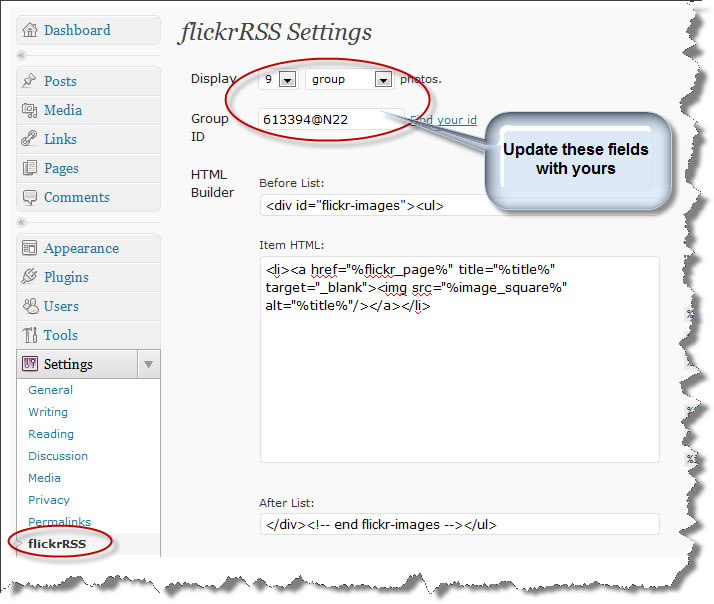 Dashboard
Posts
Media
Links
Pages
Comments
Appearance
Plugins
Users
Tools
Settings
General
Writing
Reading
Discussion
Media
Privacy
Permalinks
flickrRSS
flickrRSS Settings
Display 9 group photos.
Group
ID
613394@N22 Find your id
Update these fields
with yours
HTML
Builder
Before List:
<div id="flickr-images"><ul>
Item HTML:
<li><a href="%flickr_page%" title="%title%"
target="_blank"><img src="%image_square%"
alt="%title%"/></a></li>
After List:
</div><!-- end flickr-images --></ul>